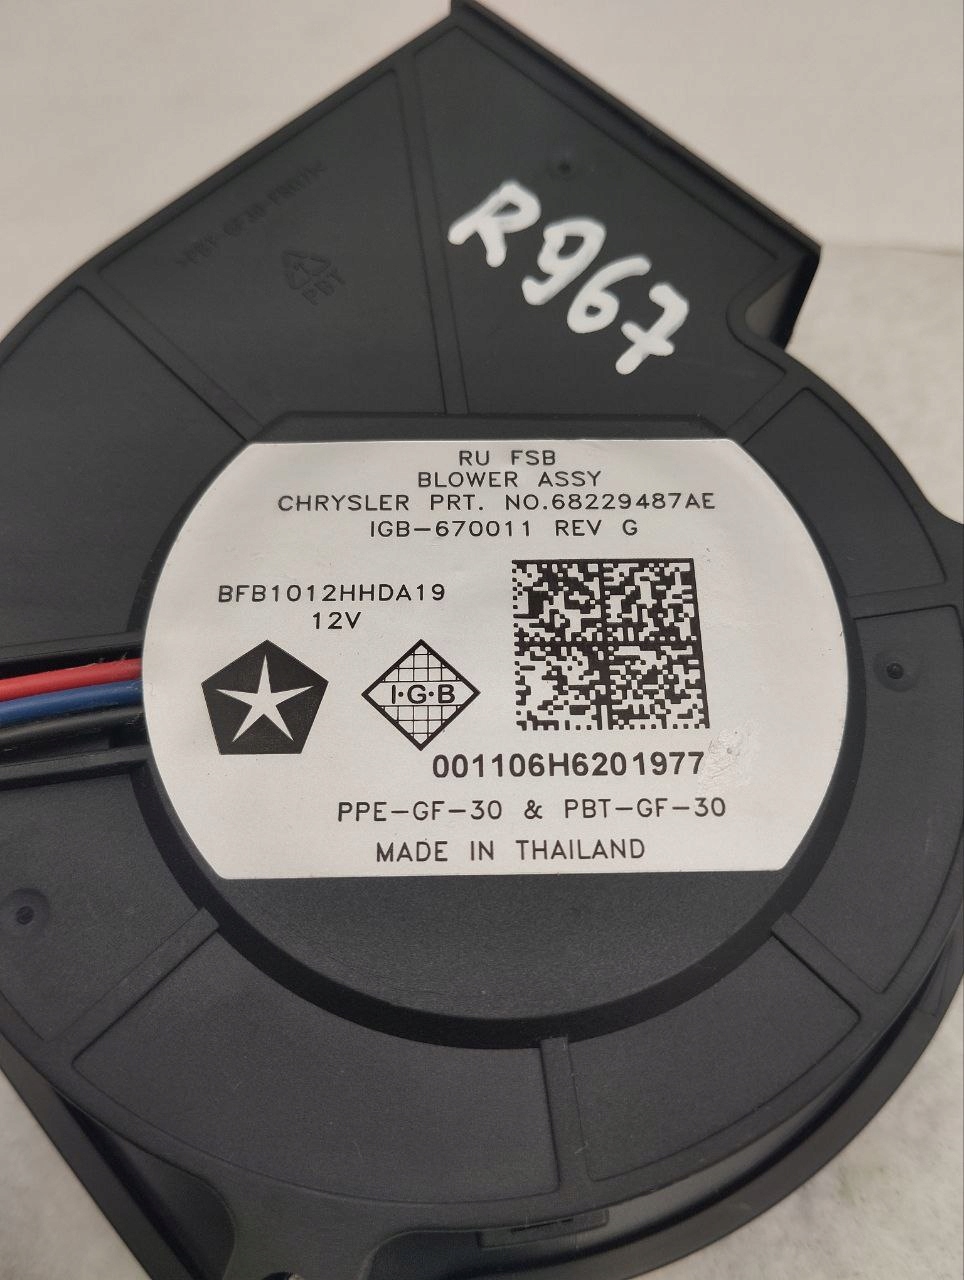 R967
PBT
RU FSB
BLOWER ASSY
CHRYSLER PRT. NO.68229487AE
IGB-670011 REV G
BFB1012HHDA19
12V
I·G·B
001106H6201977
PPE-GF-30 & PBT-GF-30
MADE IN THAILAND